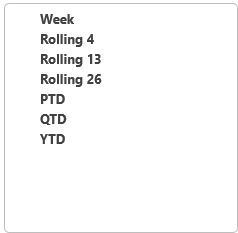 Week
Rolling 4
Rolling 13
Rolling 26
PTD
QTD
YTD